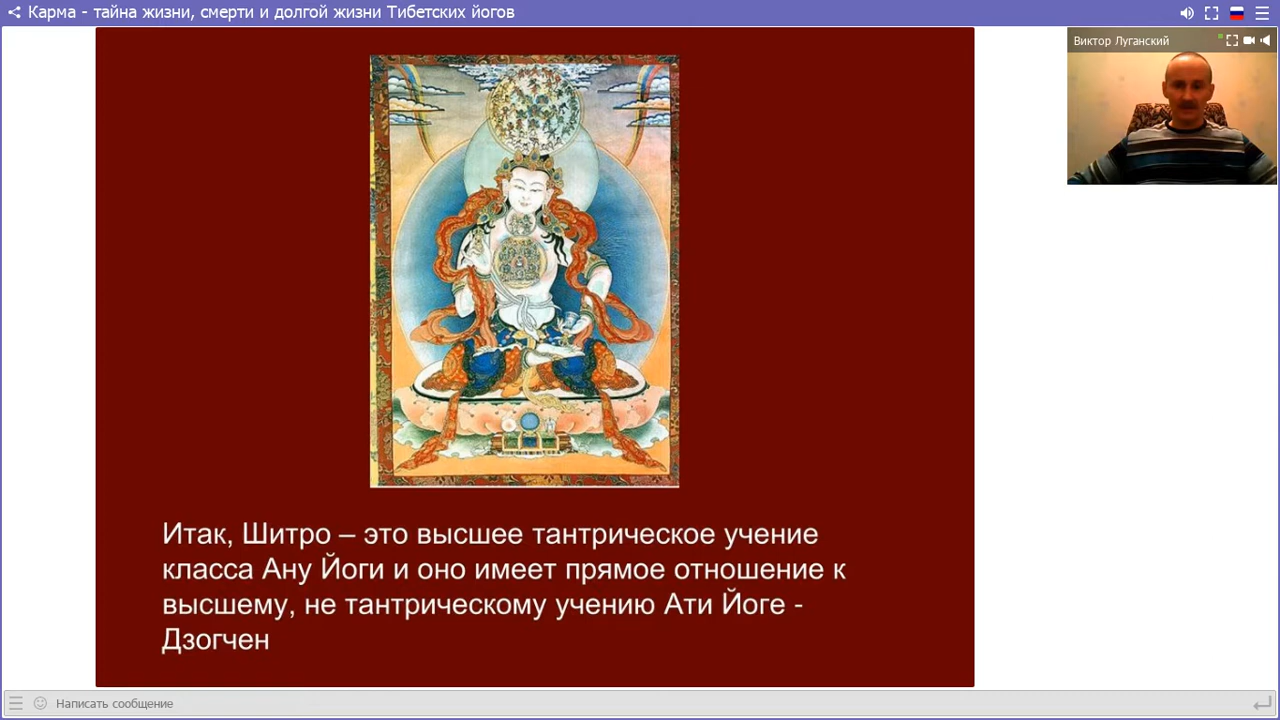 Карма - тайна жизни, смерти и долгой жизни Тибетских йогов
Виктор Луганский
Итак, Шитро – это высшее тантрическое учение
класса Ану Йоги и оно имеет прямое отношение к
высшему, не тантрическому учению Ати Йоге -
Дзогчен
Написать сообщение